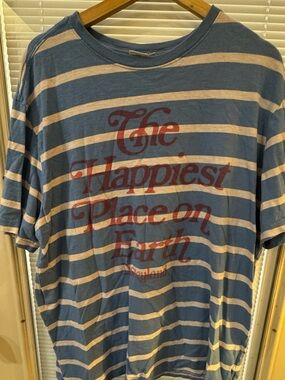 The
Happiest
Place on
Earth
Disneyland